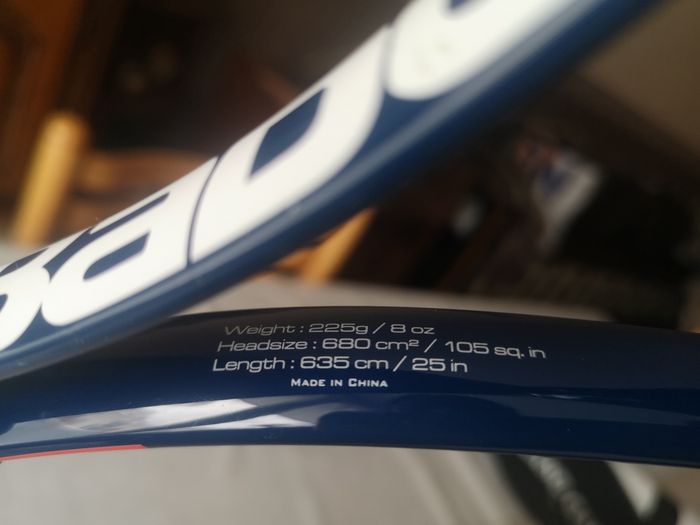 Weight : 225g / 8 oz
Headsize : 680 cm² / 105 sq. in
Length : 635 cm / 25 in
MADE IN CHINA